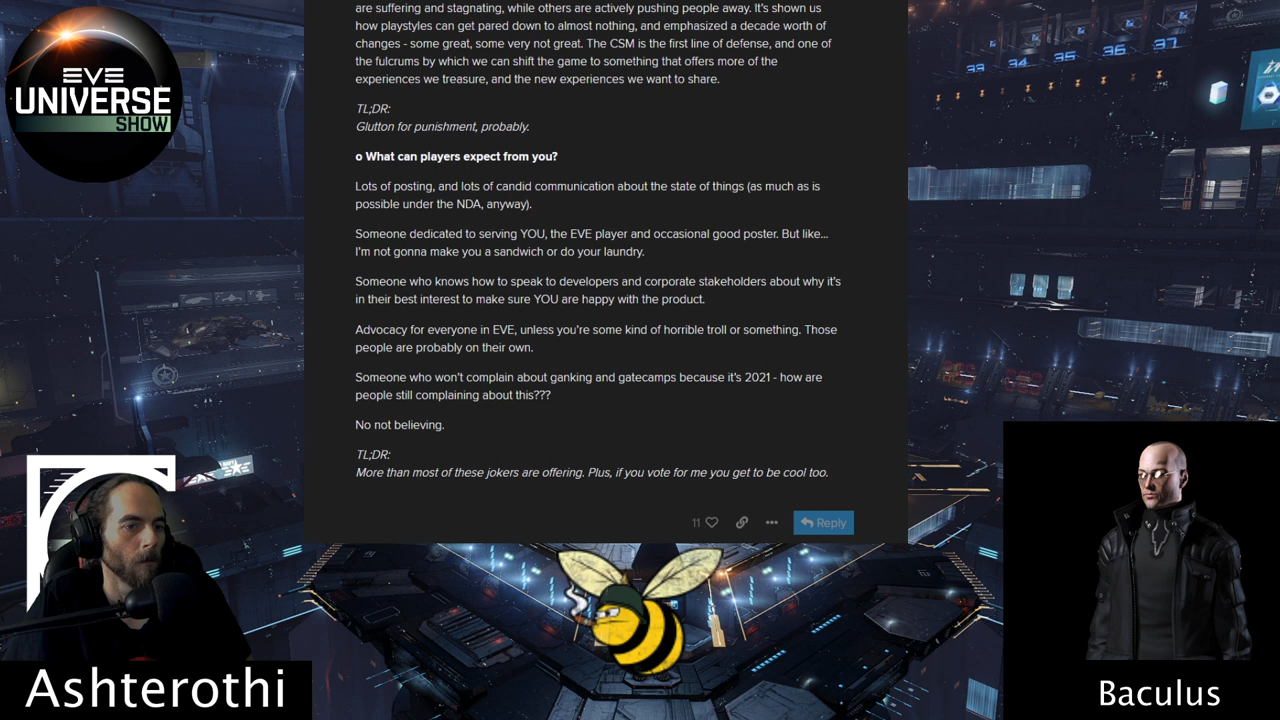 are suffering and stagnating, while others are actively pushing people away. It's shown us
how playstyles can get pared down to almost nothing, and emphasized a decade worth of
changes - some great, some very not great. The CSM is the first line of defense, and one of
the fulcrums by which we can shift the game to something that offers more of the
experiences we treasure, and the new experiences we want to share.
TL;DR:
Glutton for punishment, probably.
o What can players expect from you?
Lots of posting, and lots of candid communication about the state of things (as much as is
possible under the NDA, anyway).
Someone dedicated to serving YOU, the EVE player and occasional good poster. But like...
I'm not gonna make you a sandwich or do your laundry.
Someone who knows how to speak to developers and corporate stakeholders about why it's
in their best interest to make sure YOU are happy with the product.
Advocacy for everyone in EVE, unless you're some kind of horrible troll or something. Those
people are probably on their own.
Someone who won't complain about ganking and gatecamps because it's 2021 - how are
people still complaining about this???
No not believing.
TL;DR:
More than most of these jokers are offering. Plus, if you vote for me you get to be cool too.
11
Reply
EVE
UNIVERSE
SHOW
33 34 35 36 37
Ashterothi
Baculus